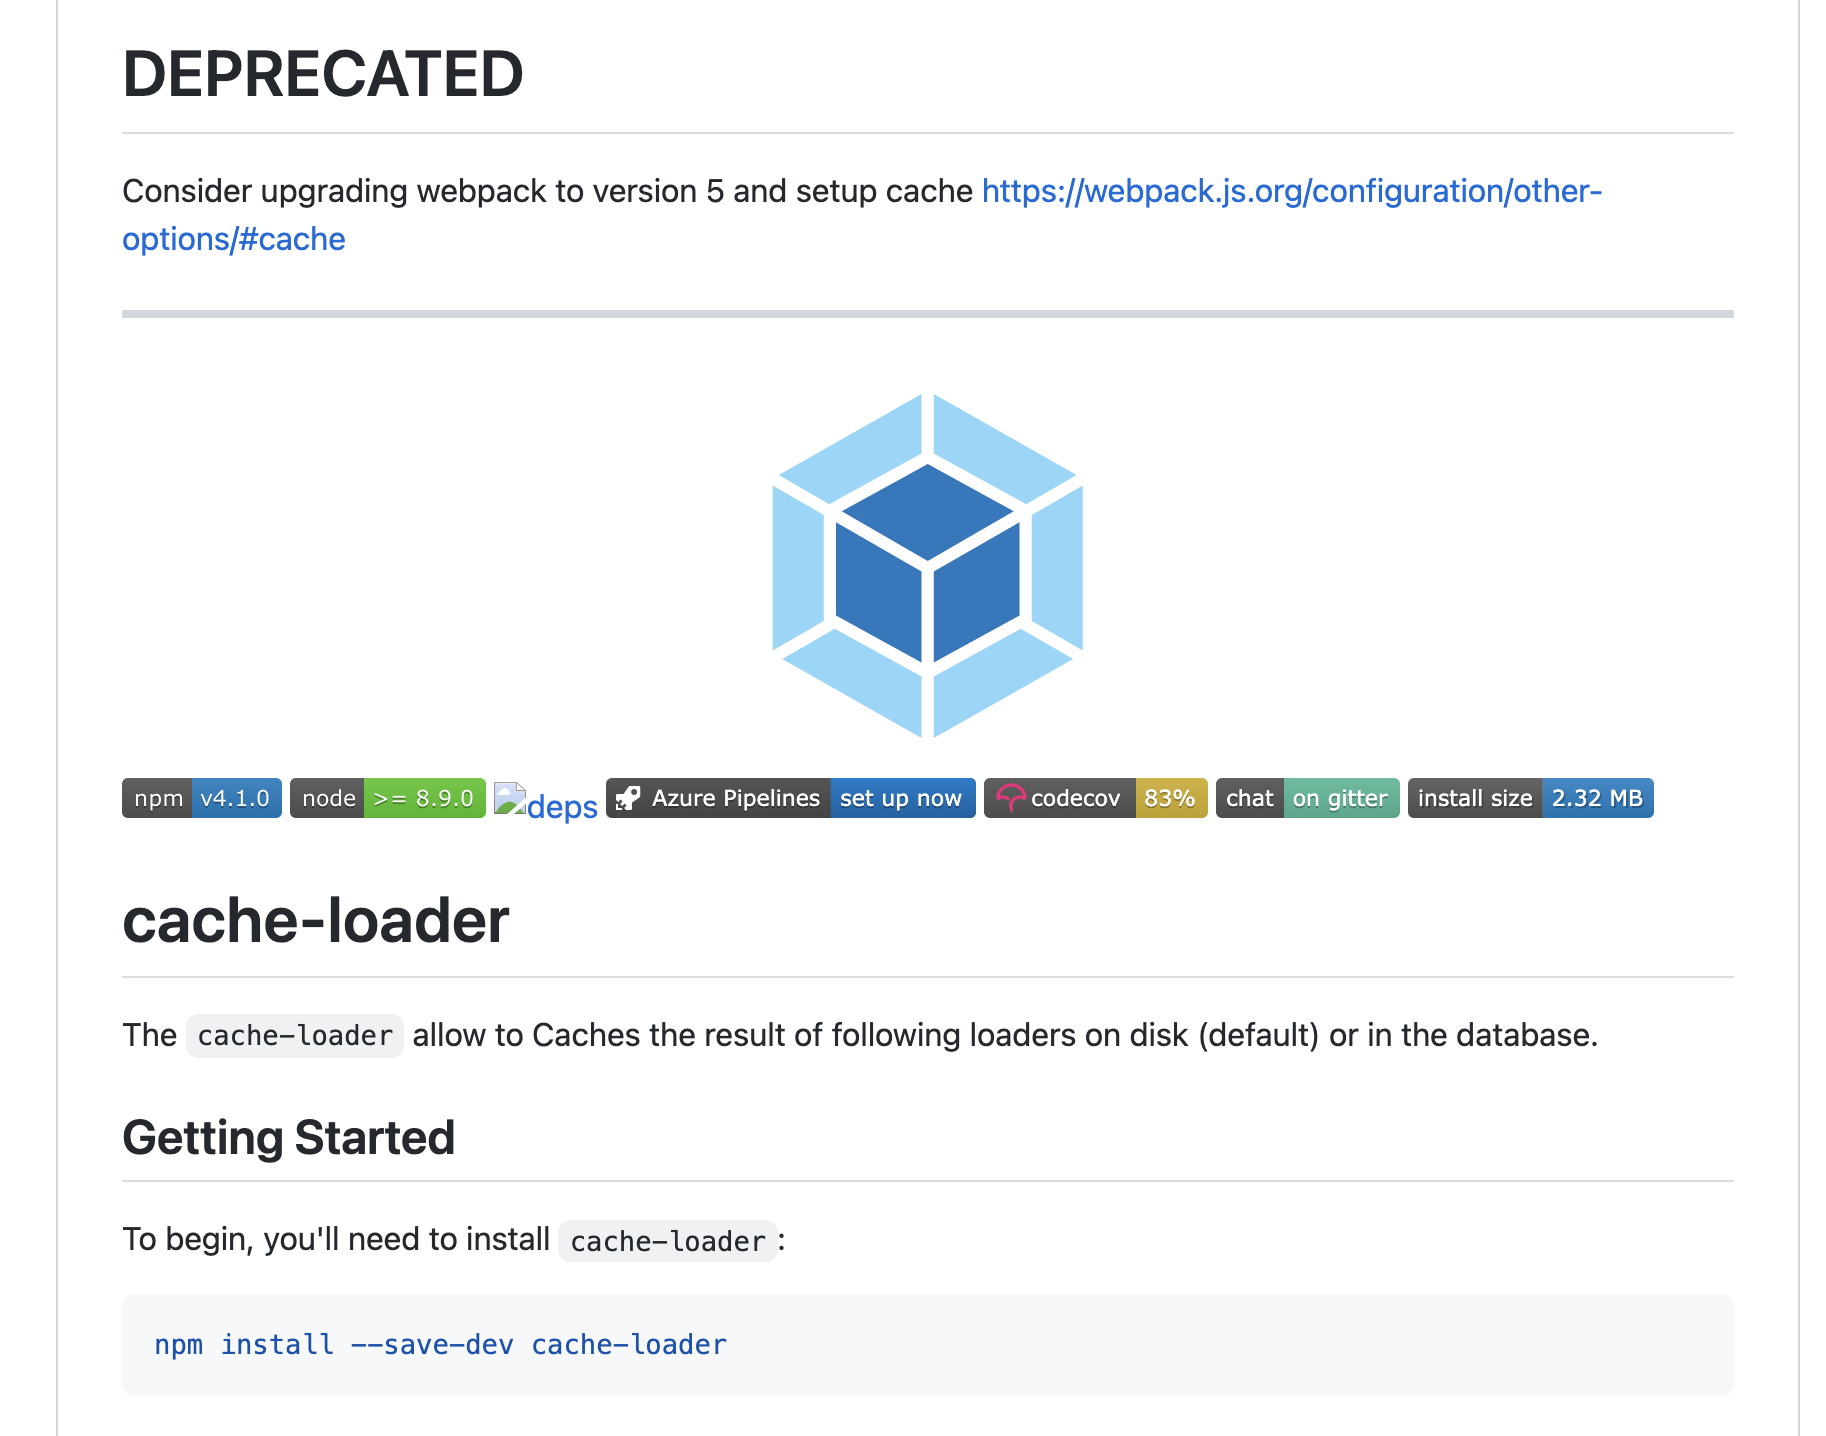 DEPRECATED
Consider upgrading webpack to version 5 and setup cache https://webpack.js.org/configuration/other-
options/#cache
npm v4.1.0 node >= 8.9.0 deps Azure Pipelines set up now codecov 83% chat on gitter install size 2.32 MB
cache-loader
The cache-loader allow to Caches the result of following loaders on disk (default) or in the database.
Getting Started
To begin, you'll need to install cache-loader:
npm install --save-dev cache-loader